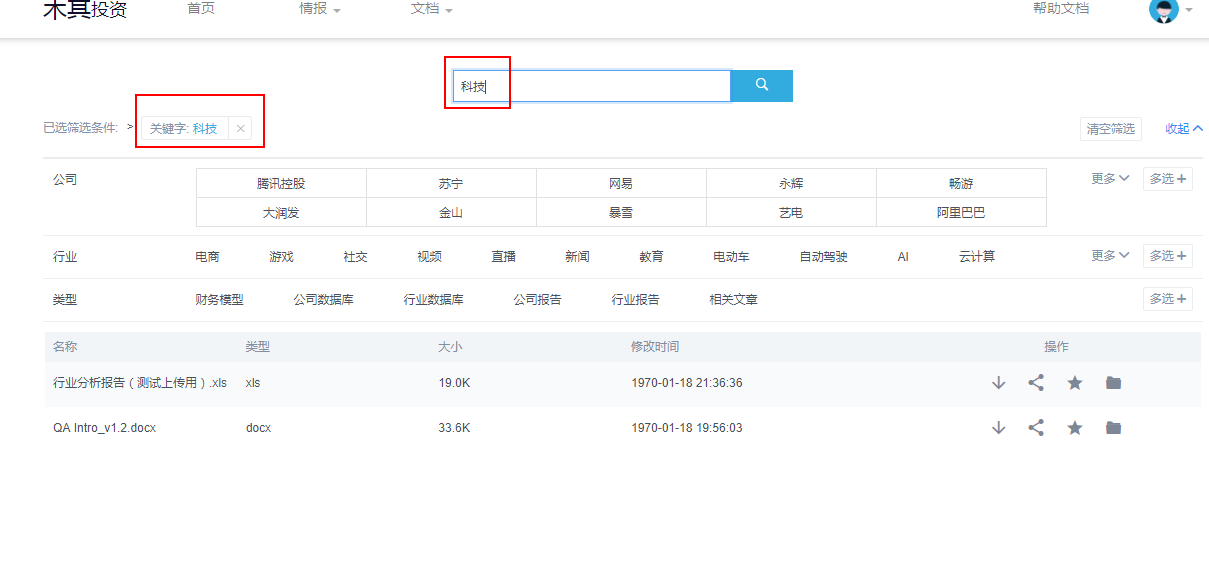 木其投资 首页 情报 文档 帮助文档
科技
已选筛选条件: > 关键字: 科技 × 清空筛选 收起
公司 腾讯控股 苏宁 网易 永辉 畅游 更多 多选 +
大润发 金山 暴雪 艺电 阿里巴巴
行业 电商 游戏 社交 视频 直播 新闻 教育 电动车 自动驾驶 AI 云计算 更多 多选 +
类型 财务模型 公司数据库 行业数据库 公司报告 行业报告 相关文章 多选 +
名称 类型 大小 修改时间 操作
行业分析报告（测试上传用）.xls xls 19.0K 1970-01-18 21:36:36
QA Intro_v1.2.docx docx 33.6K 1970-01-18 19:56:03